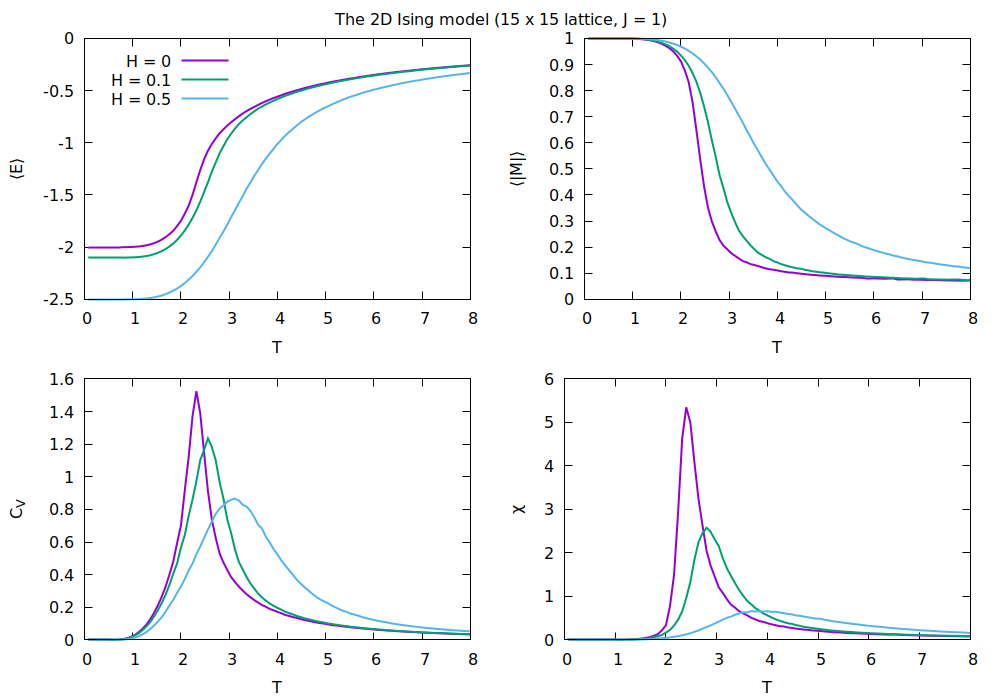 The 2D Ising model (15 x 15 lattice, J = 1)
H = 0
H = 0.1
H = 0.5
⟨E⟩
0
-0.5
-1
-1.5
-2
-2.5
0 1 2 3 4 5 6 7 8
T
⟨|M|⟩
1
0.9
0.8
0.7
0.6
0.5
0.4
0.3
0.2
0.1
0
0 1 2 3 4 5 6 7 8
T
C_V
1.6
1.4
1.2
1
0.8
0.6
0.4
0.2
0
0 1 2 3 4 5 6 7 8
T
χ
6
5
4
3
2
1
0
0 1 2 3 4 5 6 7 8
T